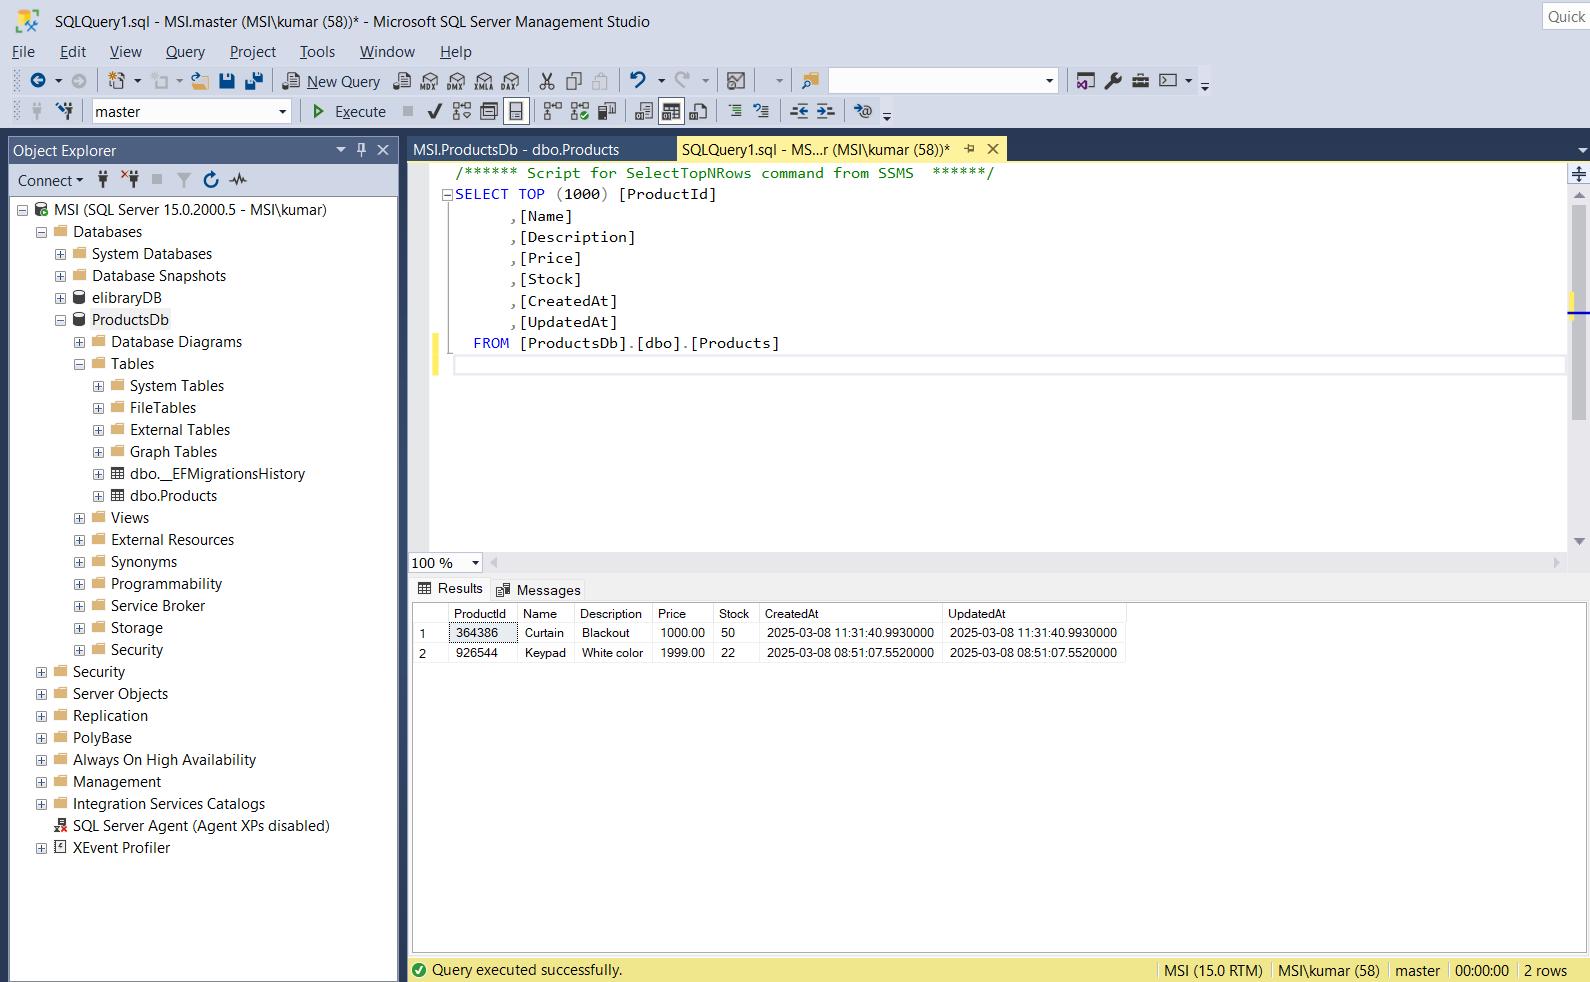 SQLQuery1.sql - MSI.master (MSI\kumar (58))* - Microsoft SQL Server Management Studio
Quick
File Edit View Query Project Tools Window Help
New Query MDX DMX XMLA DAX
master Execute
Object Explorer
Connect
MSI (SQL Server 15.0.2000.5 - MSI\kumar)
Databases
System Databases
Database Snapshots
elibraryDB
ProductsDb
Database Diagrams
Tables
System Tables
FileTables
External Tables
Graph Tables
dbo.__EFMigrationsHistory
dbo.Products
Views
External Resources
Synonyms
Programmability
Service Broker
Storage
Security
Security
Server Objects
Replication
PolyBase
Always On High Availability
Management
Integration Services Catalogs
SQL Server Agent (Agent XPs disabled)
XEvent Profiler
MSI.ProductsDb - dbo.Products SQLQuery1.sql - MS...r (MSI\kumar (58))*
/****** Script for SelectTopNRows command from SSMS ******/
SELECT TOP (1000) [ProductId]
,[Name]
,[Description]
,[Price]
,[Stock]
,[CreatedAt]
,[UpdatedAt]
FROM [ProductsDb].[dbo].[Products]
100 %
Results Messages
ProductId Name Description Price Stock CreatedAt UpdatedAt
1 364386 Curtain Blackout 1000.00 50 2025-03-08 11:31:40.9930000 2025-03-08 11:31:40.9930000
2 926544 Keypad White color 1999.00 22 2025-03-08 08:51:07.5520000 2025-03-08 08:51:07.5520000
Query executed successfully. MSI (15.0 RTM) MSI\kumar (58) master 00:00:00 2 rows